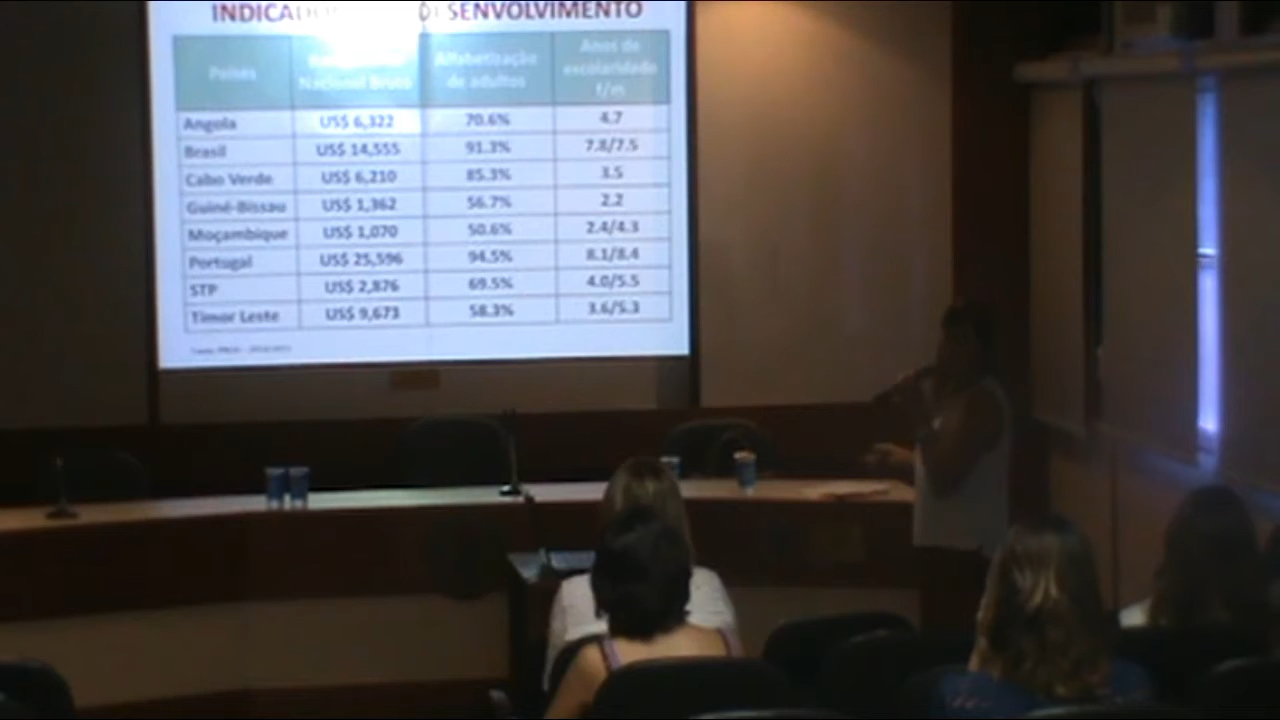 DESENVOLVIMENTO
Países Nacional Bruto Alfabetização de adultos Anos de escolaridade f/m
Angola US$ 6,322 70.6% 4.7
Brasil US$ 14,555 91.3% 7.8/7.5
Cabo Verde US$ 6,210 85.3% 3.5
Guiné-Bissau US$ 1,362 56.7% 2.2
Moçambique US$ 1,070 50.6% 2.4/4.3
Portugal US$ 25,596 94.5% 8.1/8.4
STP US$ 2,876 69.5% 4.0/5.5
Timor Leste US$ 9,673 58.3% 3.6/5.3